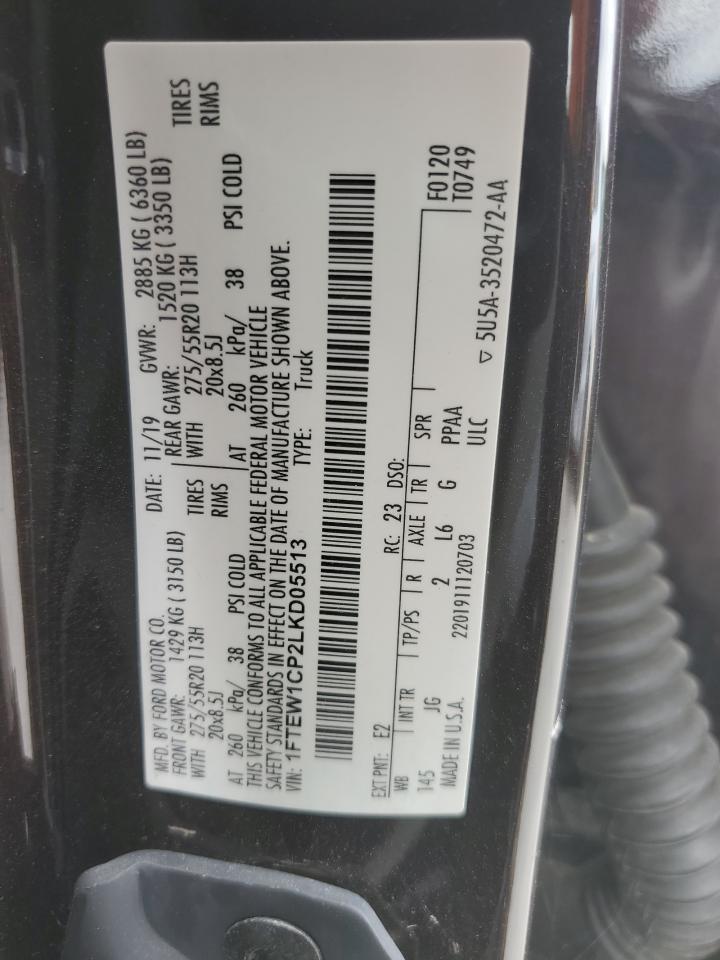 MFD. BY FORD MOTOR CO. DATE: 11/19 GVWR: 2885 KG ( 6360 LB)
FRONT GAWR: 1429 KG ( 3150 LB) REAR GAWR: 1520 KG ( 3350 LB)
WITH 275/55R20 113H TIRES WITH 275/55R20 113H TIRES
20x8.5J RIMS 20x8.5J RIMS
AT 260 kPa/ 38 PSI COLD AT 260 kPa/ 38 PSI COLD
THIS VEHICLE CONFORMS TO ALL APPLICABLE FEDERAL MOTOR VEHICLE
SAFETY STANDARDS IN EFFECT ON THE DATE OF MANUFACTURE SHOWN ABOVE.
VIN: 1FTEW1CP2LKD05513 TYPE: Truck
EXT PNT: E2 RC: 23 DSO: F0120
WB INT TR TP/PS R AXLE TR SPR T0749
145 JG 2 L6 G PPAA
MADE IN U.S.A. 22019111120703 ULC
▽ 5U5A-3520472-AA